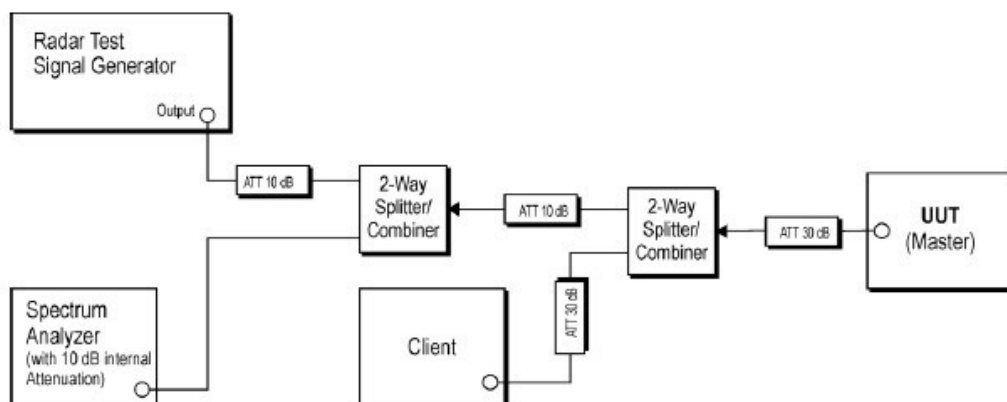 Radar Test
Signal Generator
Output
ATT 10 dB
2-Way
Splitter/
Combiner
ATT 10 dB
2-Way
Splitter/
Combiner
ATT 30 dB
UUT
(Master)
ATT 30 dB
Spectrum
Analyzer
(with 10 dB internal
Attenuation)
Client